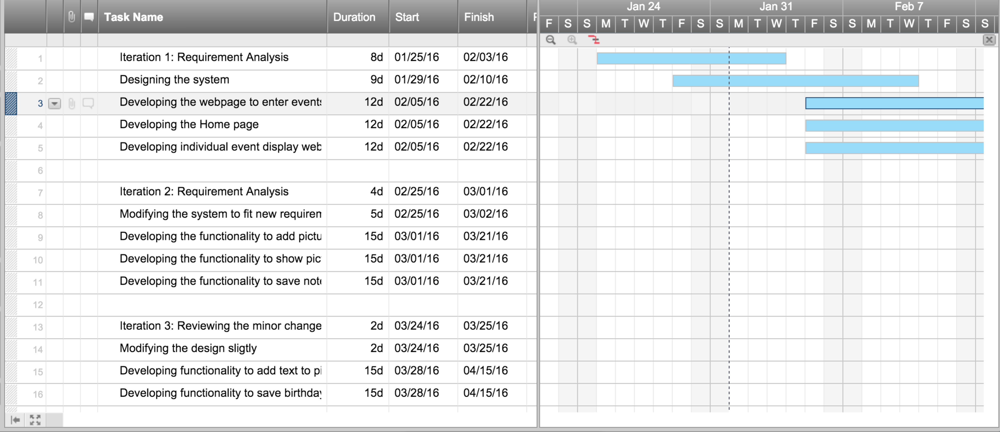 Task Name Duration Start Finish
Jan 24 Jan 31 Feb 7
F S S M T W T F S S M T W T F S S M T W T F S S
1 Iteration 1: Requirement Analysis 8d 01/25/16 02/03/16
2 Designing the system 9d 01/29/16 02/10/16
3 Developing the webpage to enter events 12d 02/05/16 02/22/16
4 Developing the Home page 12d 02/05/16 02/22/16
5 Developing individual event display web 12d 02/05/16 02/22/16
6
7 Iteration 2: Requirement Analysis 4d 02/25/16 03/01/16
8 Modifying the system to fit new requirem 5d 02/25/16 03/02/16
9 Developing the functionality to add pictu 15d 03/01/16 03/21/16
10 Developing the functionality to show pic 15d 03/01/16 03/21/16
11 Developing the functionality to save note 15d 03/01/16 03/21/16
12
13 Iteration 3: Reviewing the minor change 2d 03/24/16 03/25/16
14 Modifying the design sligtly 2d 03/24/16 03/25/16
15 Developing functionality to add text to pi 15d 03/28/16 04/15/16
16 Developing functionality to save birthday 15d 03/28/16 04/15/16